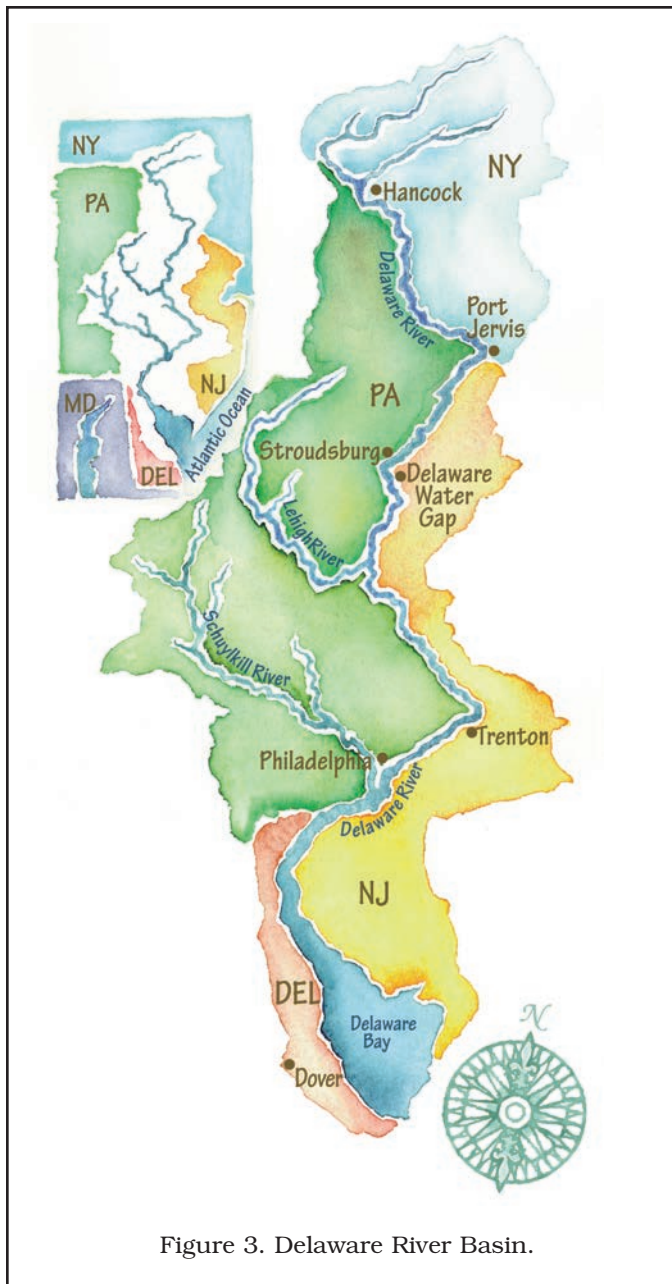 NY
PA
MD
NJ
DEL
Atlantic Ocean
NY
Hancock
Delaware River
Port
Jervis
PA
Stroudsburg
Delaware
Water
Gap
Lehigh River
Schuylkill River
Trenton
Philadelphia
Delaware River
NJ
DEL
Delaware
Bay
Dover
N
Figure 3. Delaware River Basin.